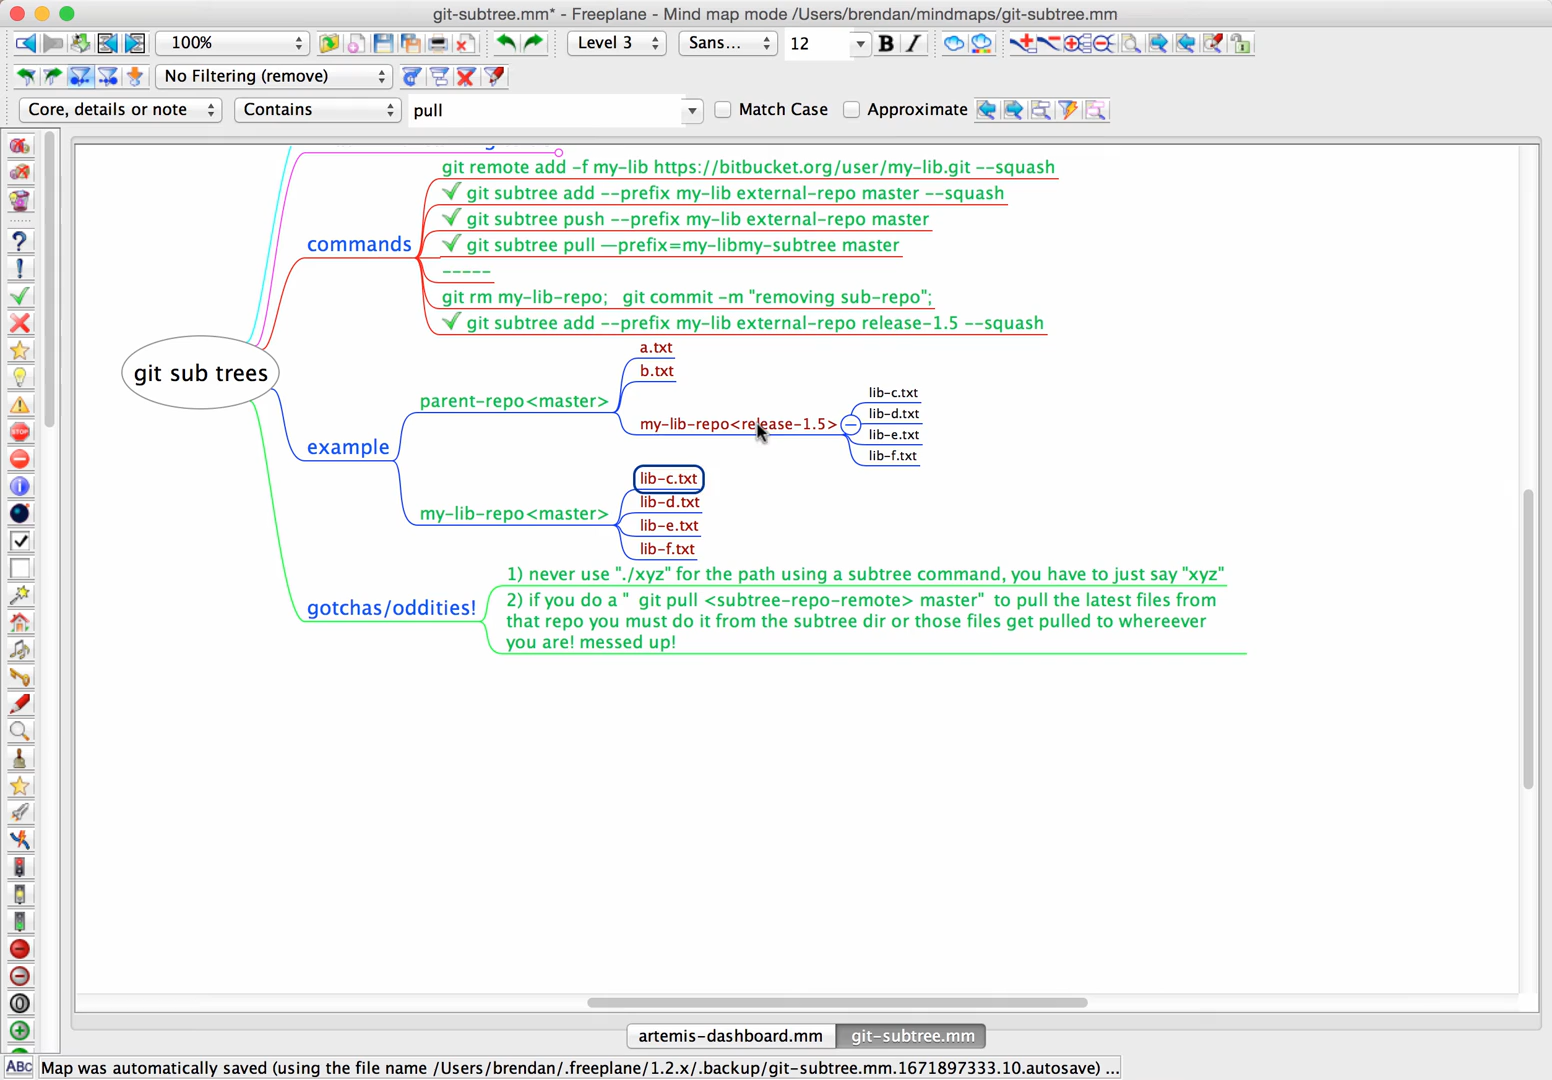 git-subtree.mm* - Freeplane - Mind map mode /Users/brendan/mindmaps/git-subtree.mm
100%
Level 3
Sans...
12
B
I
No Filtering (remove)
Core, details or note
Contains
pull
Match Case
Approximate
git remote add -f my-lib https://bitbucket.org/user/my-lib.git --squash
git subtree add --prefix my-lib external-repo master --squash
git subtree push --prefix my-lib external-repo master
commands
git subtree pull —prefix=my-libmy-subtree master
-----
git rm my-lib-repo;   git commit -m "removing sub-repo";
git subtree add --prefix my-lib external-repo release-1.5 --squash
git sub trees
a.txt
b.txt
parent-repo<master>
my-lib-repo<release-1.5>
lib-c.txt
lib-d.txt
lib-e.txt
lib-f.txt
example
my-lib-repo<master>
lib-c.txt
lib-d.txt
lib-e.txt
lib-f.txt
gotchas/oddities!
1) never use "./xyz" for the path using a subtree command, you have to just say "xyz"
2) if you do a "  git pull <subtree-repo-remote> master"  to pull the latest files from
that repo you must do it from the subtree dir or those files get pulled to whereever
you are! messed up!
STOP
artemis-dashboard.mm
git-subtree.mm
ABC
Map was automatically saved (using the file name /Users/brendan/.freeplane/1.2.x/.backup/git-subtree.mm.1671897333.10.autosave) ...